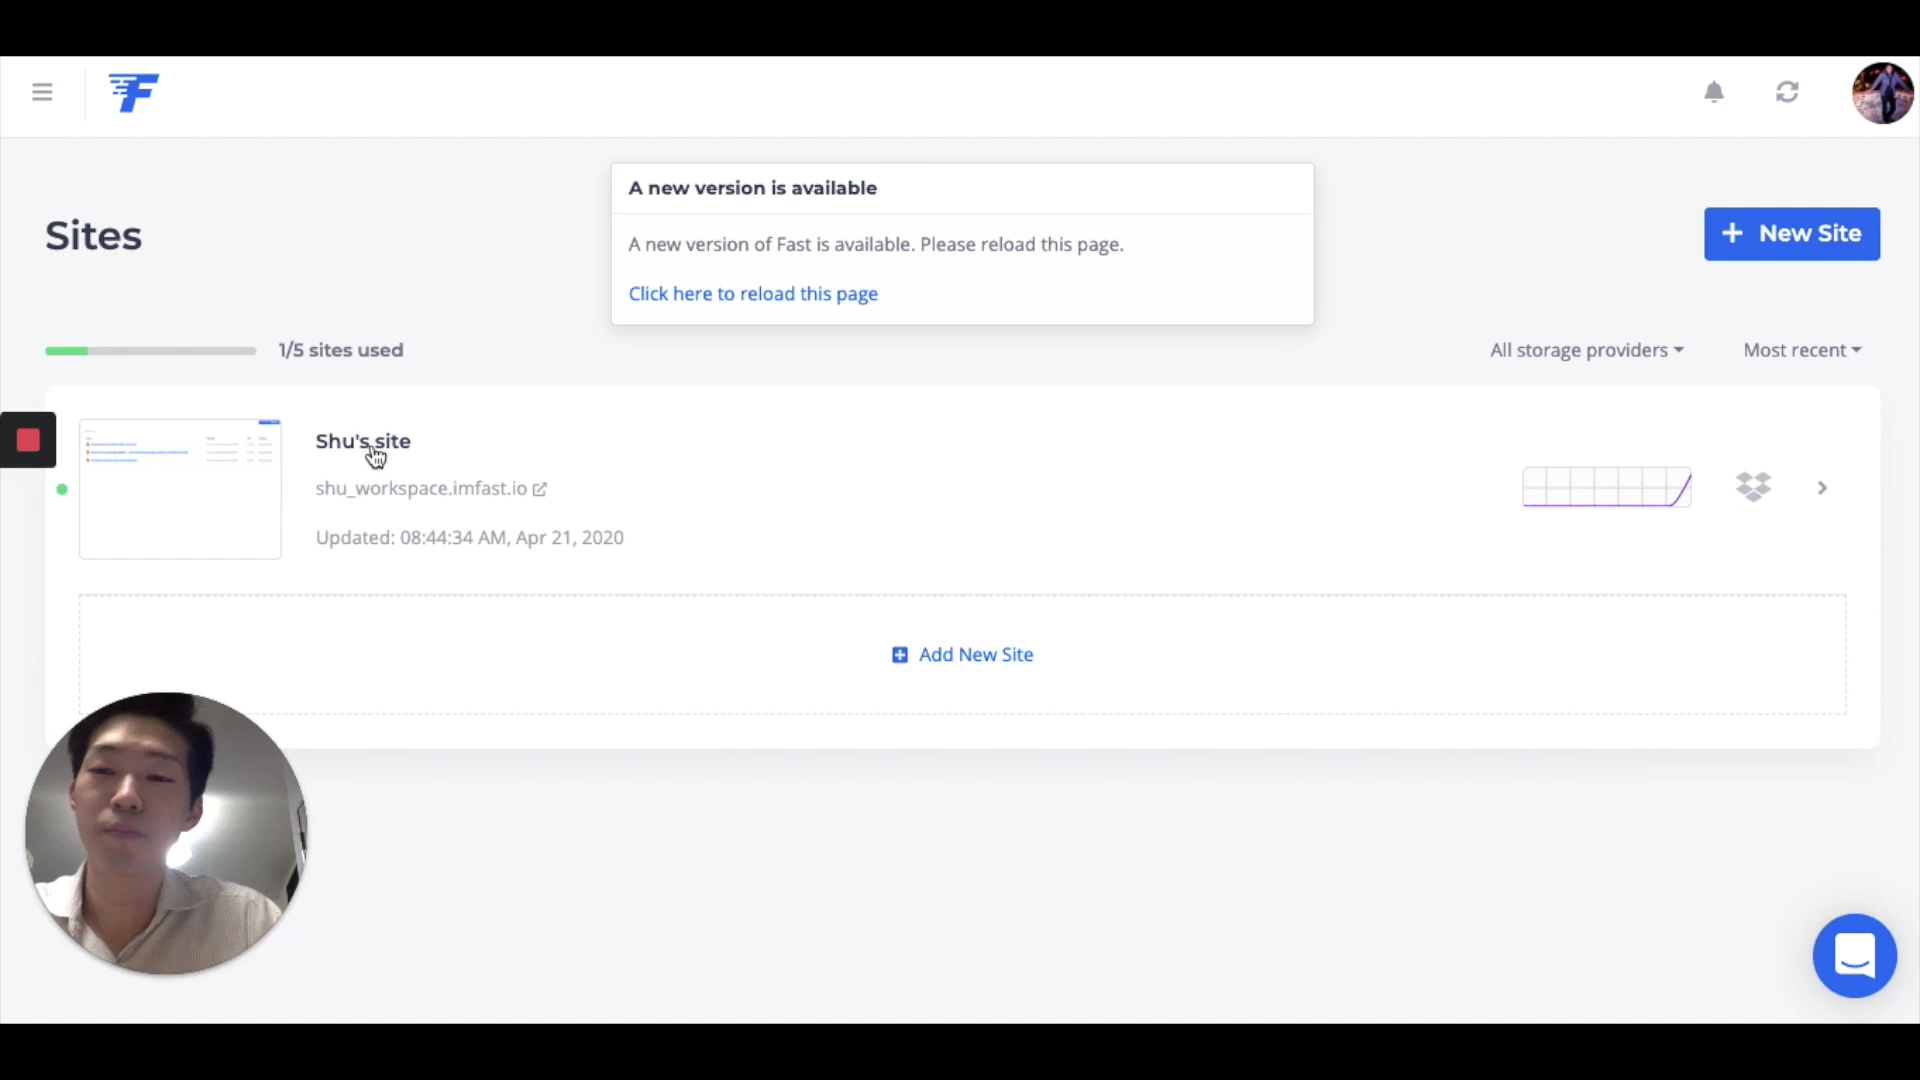 A new version is available
Sites
A new version of Fast is available. Please reload this page.
Click here to reload this page
New Site
1/5 sites used
All storage providers
Most recent
Shu's site
shu_workspace.imfast.io
Updated: 08:44:34 AM, Apr 21, 2020
Add New Site